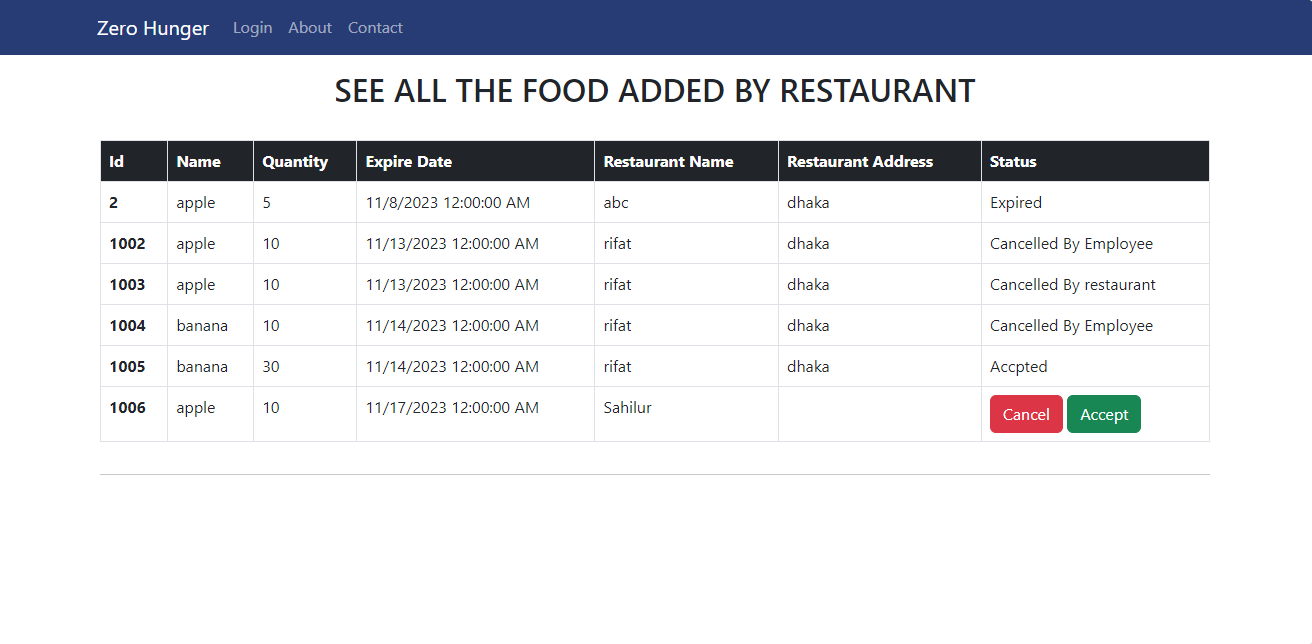 Zero Hunger Login About Contact
SEE ALL THE FOOD ADDED BY RESTAURANT
Id Name Quantity Expire Date Restaurant Name Restaurant Address Status
2 apple 5 11/8/2023 12:00:00 AM abc dhaka Expired
1002 apple 10 11/13/2023 12:00:00 AM rifat dhaka Cancelled By Employee
1003 apple 10 11/13/2023 12:00:00 AM rifat dhaka Cancelled By restaurant
1004 banana 10 11/14/2023 12:00:00 AM rifat dhaka Cancelled By Employee
1005 banana 30 11/14/2023 12:00:00 AM rifat dhaka Accpted
1006 apple 10 11/17/2023 12:00:00 AM Sahilur Cancel Accept